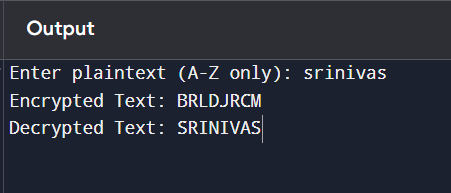 Output
Enter plaintext (A-Z only): srinivas
Encrypted Text: BRLDJRCM
Decrypted Text: SRINIVAS